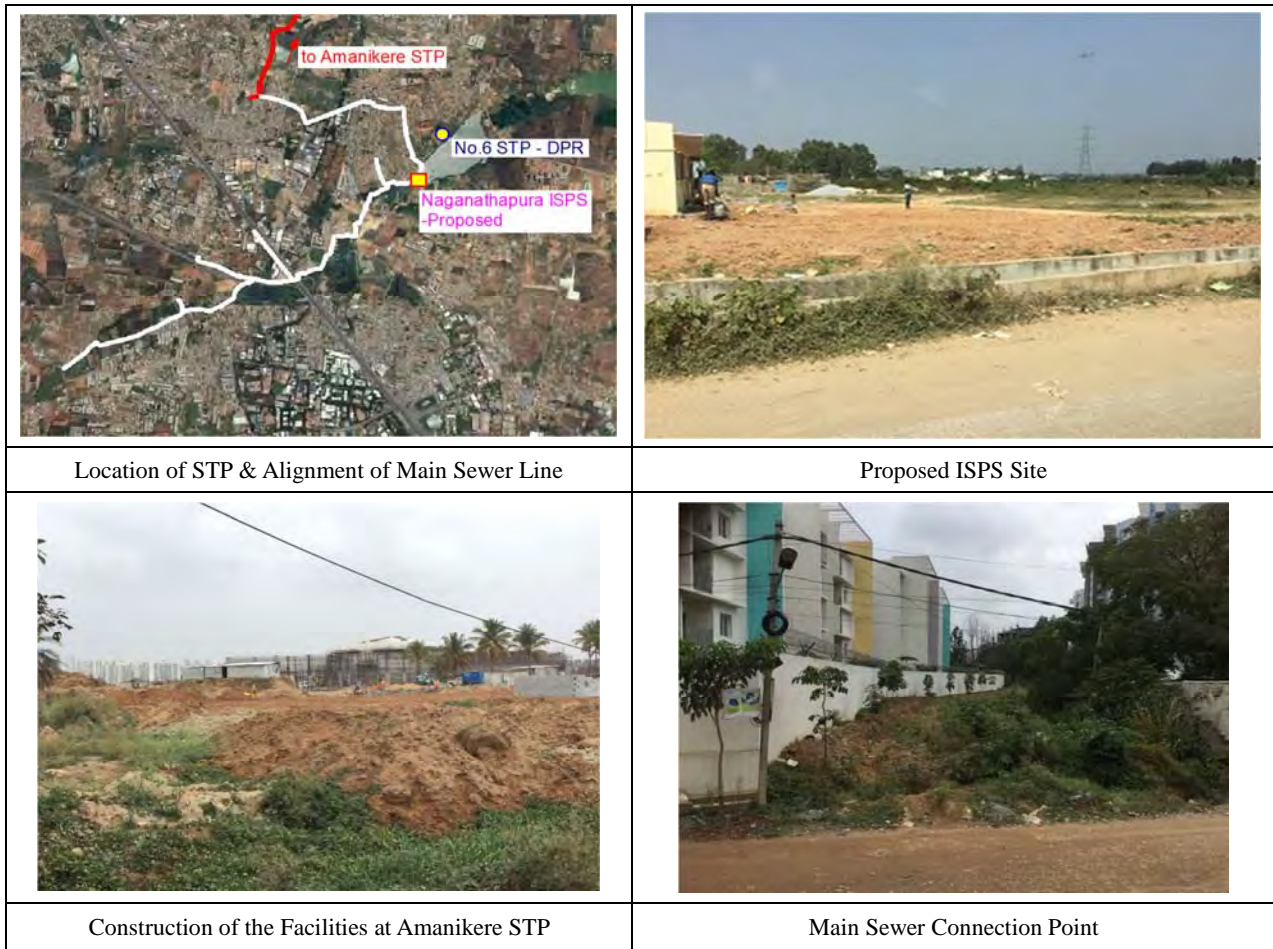 to Amanikere STP
No.6 STP - DPR
Naganathapura ISPS
-Proposed
Location of STP & Alignment of Main Sewer Line
Proposed ISPS Site
Construction of the Facilities at Amanikere STP
Main Sewer Connection Point